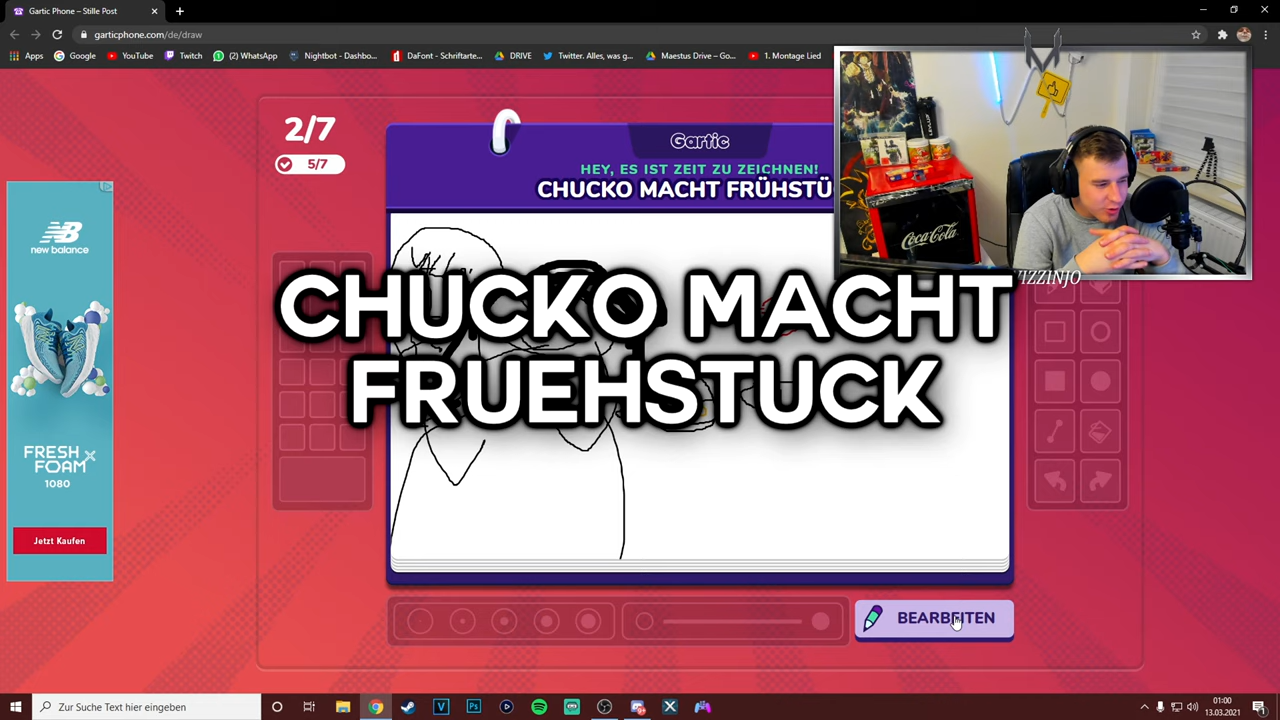 Gartic Phone – Stille Post
garticphone.com/de/draw
Apps
Google
YouTube
Twitch
(2) WhatsApp
Nightbot - Dashbo...
DaFont - Schriftarte...
DRIVE
Twitter. Alles, was g...
Maestus Drive – Go...
1. Montage Lied
2/7
5/7
Gartic
HEY, ES IST ZEIT ZU ZEICHNEN!
CHUCKO MACHT FRÜHSTÜ
Coca-Cola
VIZZINJO
CHUCKO MACHT
FRUEHSTUCK
new balance
FRESH
FOAM X
1080
Jetzt Kaufen
BEARBEITEN
Zur Suche Text hier eingeben
01:00
13.03.2021